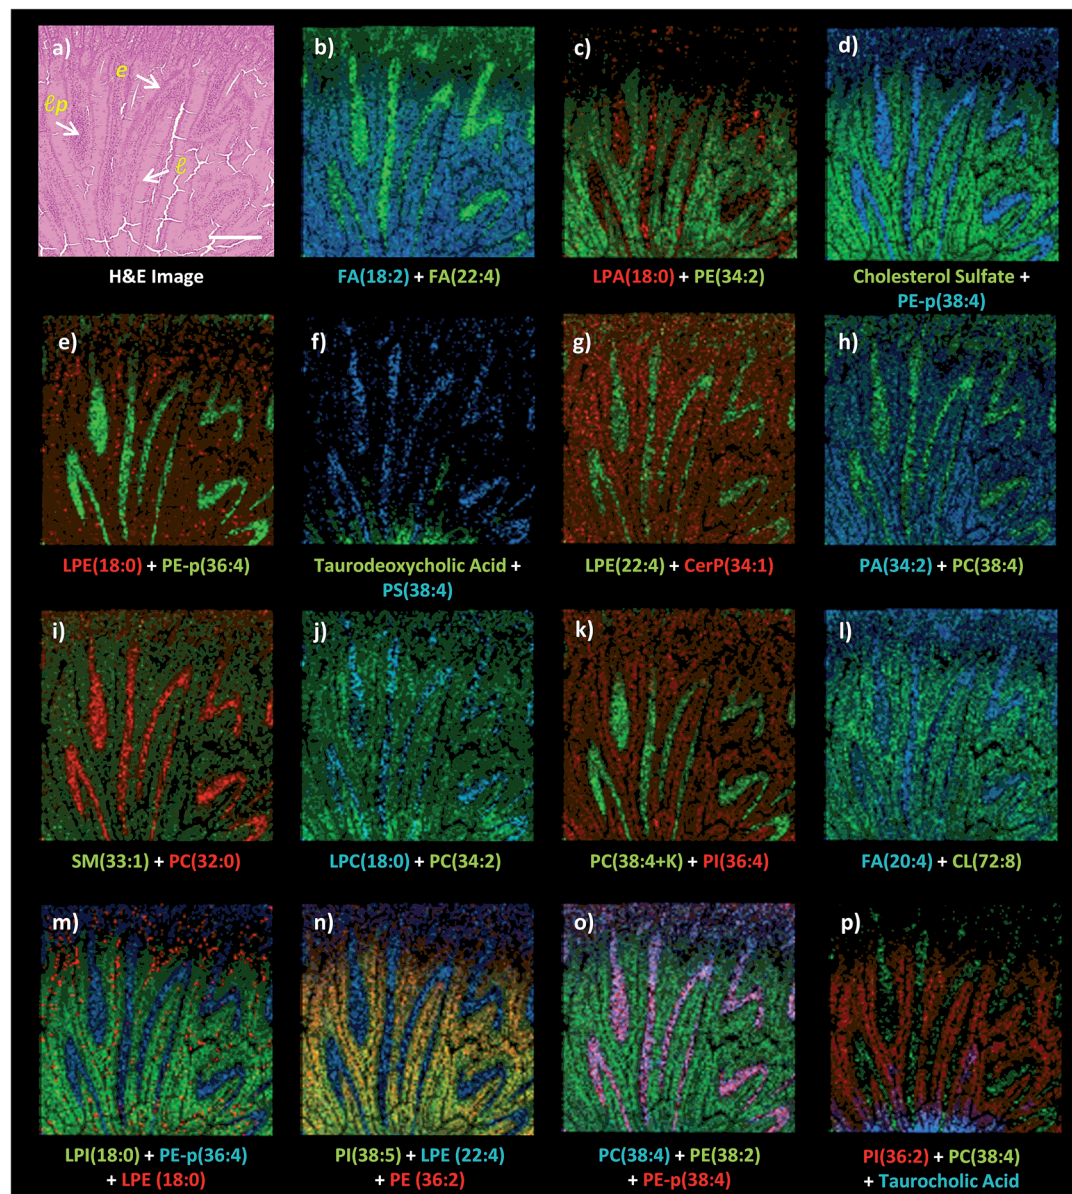 a)
e
ℓp
ℓ
H&E Image
b)
FA(18:2) + FA(22:4)
c)
LPA(18:0) + PE(34:2)
d)
Cholesterol Sulfate +
PE-p(38:4)
e)
LPE(18:0) + PE-p(36:4)
f)
Taurodeoxycholic Acid +
PS(38:4)
g)
LPE(22:4) + CerP(34:1)
h)
PA(34:2) + PC(38:4)
i)
SM(33:1) + PC(32:0)
j)
LPC(18:0) + PC(34:2)
k)
PC(38:4+K) + PI(36:4)
l)
FA(20:4) + CL(72:8)
m)
LPI(18:0) + PE-p(36:4)
+ LPE (18:0)
n)
PI(38:5) + LPE (22:4)
+ PE (36:2)
o)
PC(38:4) + PE(38:2)
+ PE-p(38:4)
p)
PI(36:2) + PC(38:4)
+ Taurocholic Acid